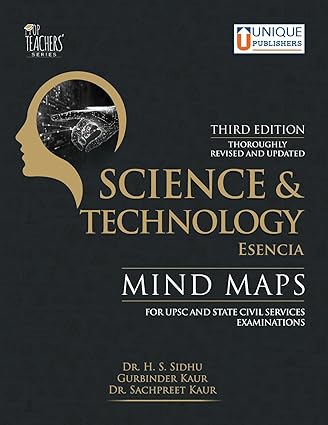 TOP
TEACHERS'
SERIES
UNIQUE
PUBLISHERS
THIRD EDITION
THOROUGHLY
REVISED AND UPDATED
SCIENCE &
TECHNOLOGY
ESENCIA
MIND MAPS
FOR UPSC AND STATE CIVIL SERVICES
EXAMINATIONS
DR. H. S. SIDHU
GURBINDER KAUR
DR. SACHPREET KAUR